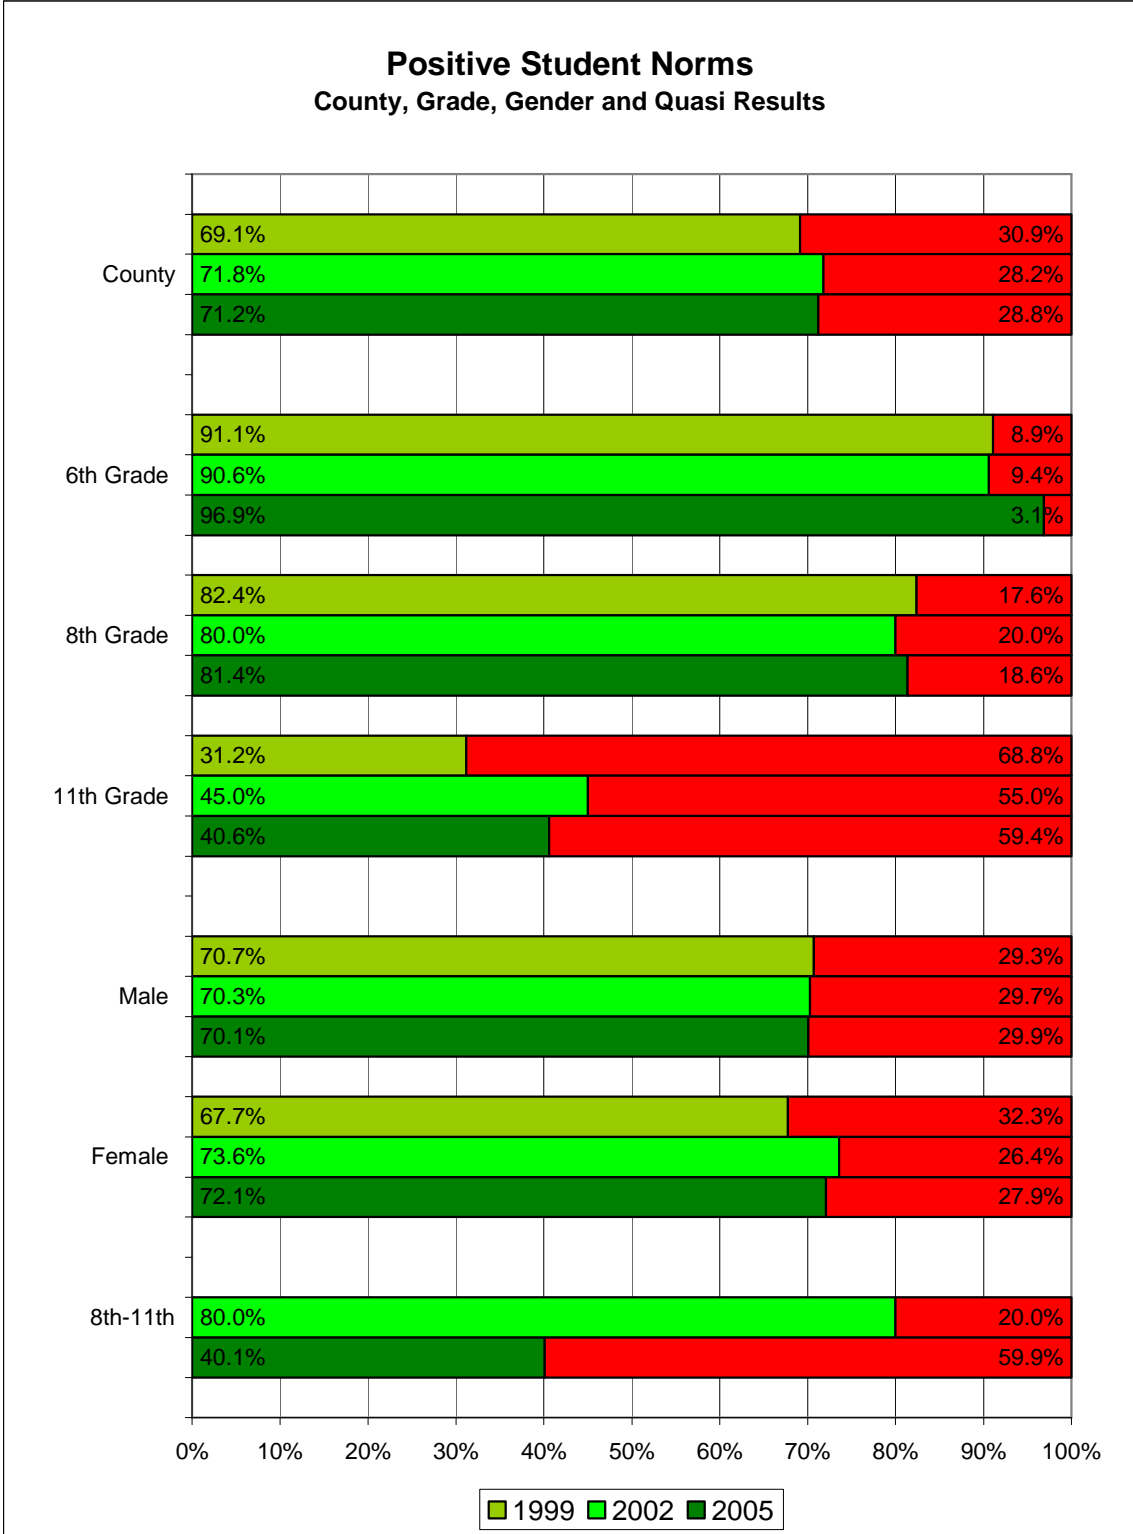 Positive Student Norms
County, Grade, Gender and Quasi Results
69.1% 30.9%
County 71.8% 28.2%
71.2% 28.8%
91.1% 8.9%
6th Grade 90.6% 9.4%
96.9% 3.1%
82.4% 17.6%
8th Grade 80.0% 20.0%
81.4% 18.6%
31.2% 68.8%
11th Grade 45.0% 55.0%
40.6% 59.4%
70.7% 29.3%
Male 70.3% 29.7%
70.1% 29.9%
67.7% 32.3%
Female 73.6% 26.4%
72.1% 27.9%
8th-11th 80.0% 20.0%
40.1% 59.9%
0% 10% 20% 30% 40% 50% 60% 70% 80% 90% 100%
1999 2002 2005